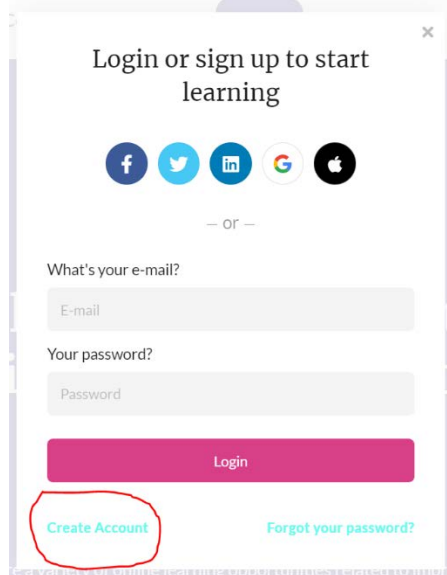 Login or sign up to start
learning
— or —
What's your e-mail?
E-mail
Your password?
Password
Login
Create Account
Forgot your password?